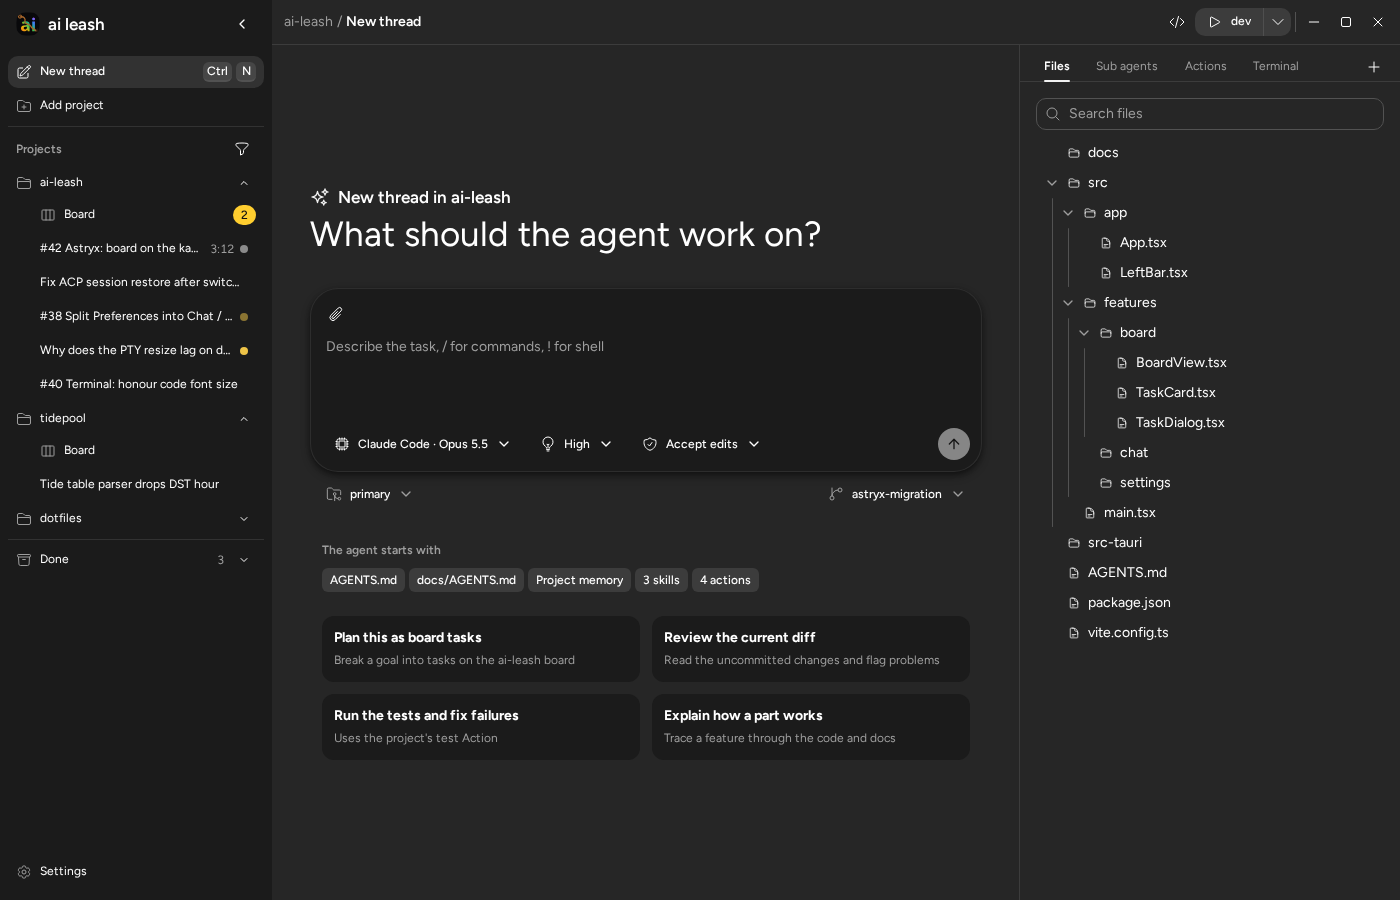 ai leash
New thread Ctrl N
Add project
Projects
ai-leash
Board 2
#42 Astryx: board on the ka... 3:12
Fix ACP session restore after switc...
#38 Split Preferences into Chat / ...
Why does the PTY resize lag on d...
#40 Terminal: honour code font size
tidepool
Board
Tide table parser drops DST hour
dotfiles
Done 3
Settings
ai-leash / New thread
dev
New thread in ai-leash
What should the agent work on?
Describe the task, / for commands, ! for shell
Claude Code · Opus 5.5 High Accept edits
primary astryx-migration
The agent starts with
AGENTS.md docs/AGENTS.md Project memory 3 skills 4 actions
Plan this as board tasks
Break a goal into tasks on the ai-leash board
Review the current diff
Read the uncommitted changes and flag problems
Run the tests and fix failures
Uses the project's test Action
Explain how a part works
Trace a feature through the code and docs
Files Sub agents Actions Terminal
Search files
docs
src
app
App.tsx
LeftBar.tsx
features
board
BoardView.tsx
TaskCard.tsx
TaskDialog.tsx
chat
settings
main.tsx
src-tauri
AGENTS.md
package.json
vite.config.ts